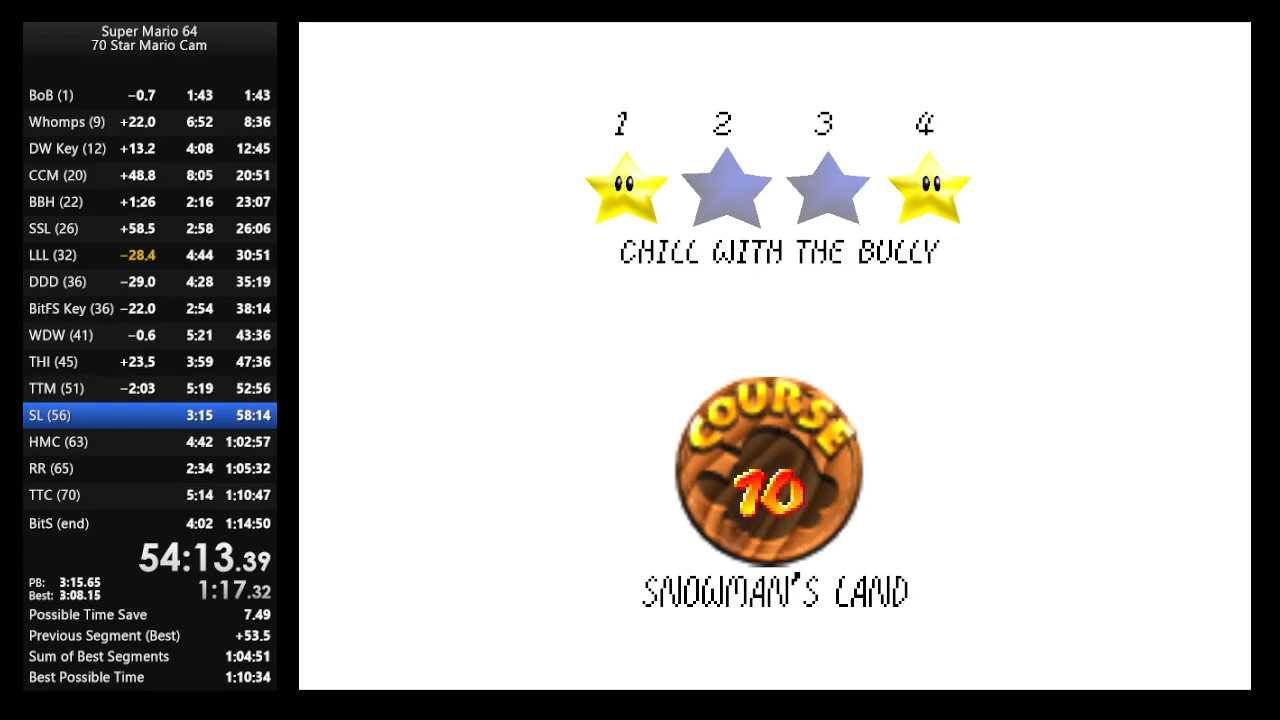 Super Mario 64
70 Star Mario Cam
BoB (1) −0.7 1:43 1:43
Whomps (9) +22.0 6:52 8:36
DW Key (12) +13.2 4:08 12:45
CCM (20) +48.8 8:05 20:51
BBH (22) +1:26 2:16 23:07
SSL (26) +58.5 2:58 26:06
LLL (32) −28.4 4:44 30:51
DDD (36) −29.0 4:28 35:19
BitFS Key (36) −22.0 2:54 38:14
WDW (41) −0.6 5:21 43:36
THI (45) +23.5 3:59 47:36
TTM (51) −2:03 5:19 52:56
SL (56) 3:15 58:14
HMC (63) 4:42 1:02:57
RR (65) 2:34 1:05:32
TTC (70) 5:14 1:10:47
BitS (end) 4:02 1:14:50
54:13.39
PB: 3:15.65
Best: 3:08.15
1:17.32
Possible Time Save 7.49
Previous Segment (Best) +53.5
Sum of Best Segments 1:04:51
Best Possible Time 1:10:34
1 2 3 4
CHILL WITH THE BULLY
COURSE
10
SNOWMAN'S LAND